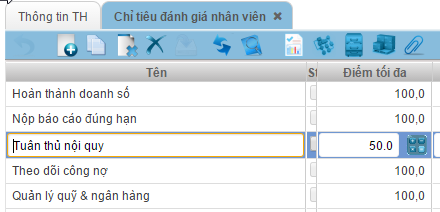 Thông tin TH Chỉ tiêu đánh giá nhân viên
Tên Điểm tối đa
Hoàn thành doanh số 100,0
Nộp báo cáo đúng hạn 100,0
Tuân thủ nội quy 50.0
Theo dõi công nợ 100,0
Quản lý quỹ & ngân hàng 100,0